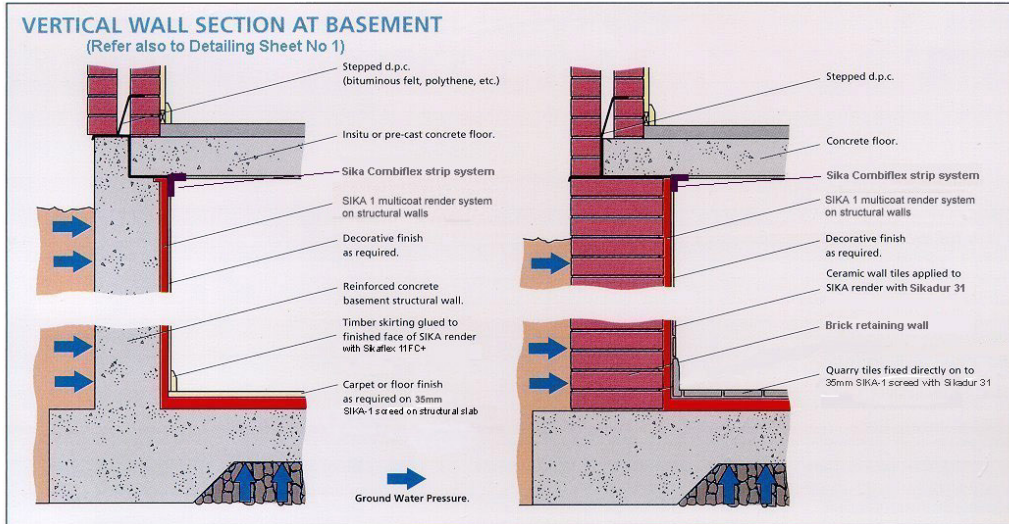 VERTICAL WALL SECTION AT BASEMENT
(Refer also to Detailing Sheet No 1)
Stepped d.p.c.
(bituminous felt, polythene, etc.)
Insitu or pre-cast concrete floor.
Sika Combiflex strip system
SIKA 1 multicoat render system
on structural walls
Decorative finish
as required.
Reinforced concrete
basement structural wall.
Timber skirting glued to
finished face of SIKA render
with Sikaflex 11FC+
Carpet or floor finish
as required on 35mm
SIKA-1 screed on structural slab
Ground Water Pressure.
Stepped d.p.c.
Concrete floor.
Sika Combiflex strip system
SIKA 1 multicoat render system
on structural walls
Decorative finish
as required.
Ceramic wall tiles applied to
SIKA render with Sikadur 31
Brick retaining wall
Quarry tiles fixed directly on to
35mm SIKA-1 screed with Sikadur 31